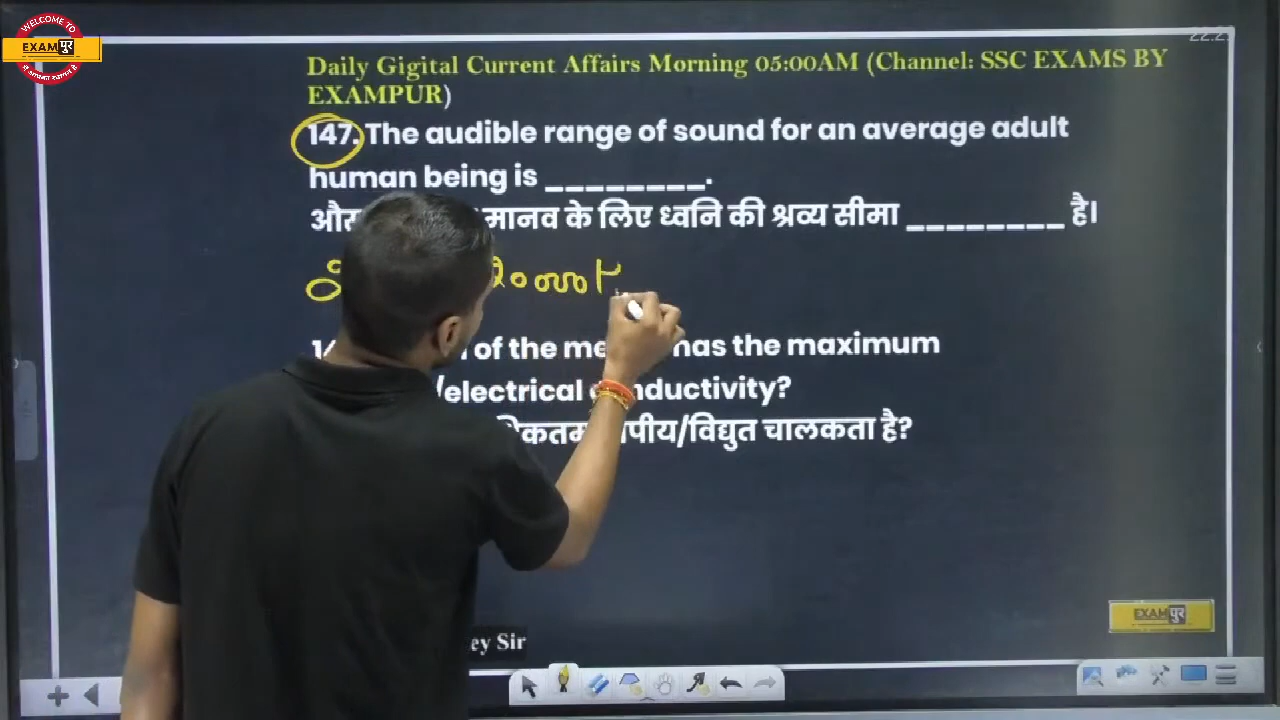 WELCOME TO
EXAMपुर
22:2
Daily Gigital Current Affairs Morning 05:00AM (Channel: SSC EXAMS BY
EXAMPUR)
147. The audible range of sound for an average adult
human being is ________.
मानव के लिए ध्वनि की श्रव्य सीमा ________ है।
of the has the maximum
/electrical conductivity?
/विद्युत चालकता है?
EXAMपुर
ey Sir